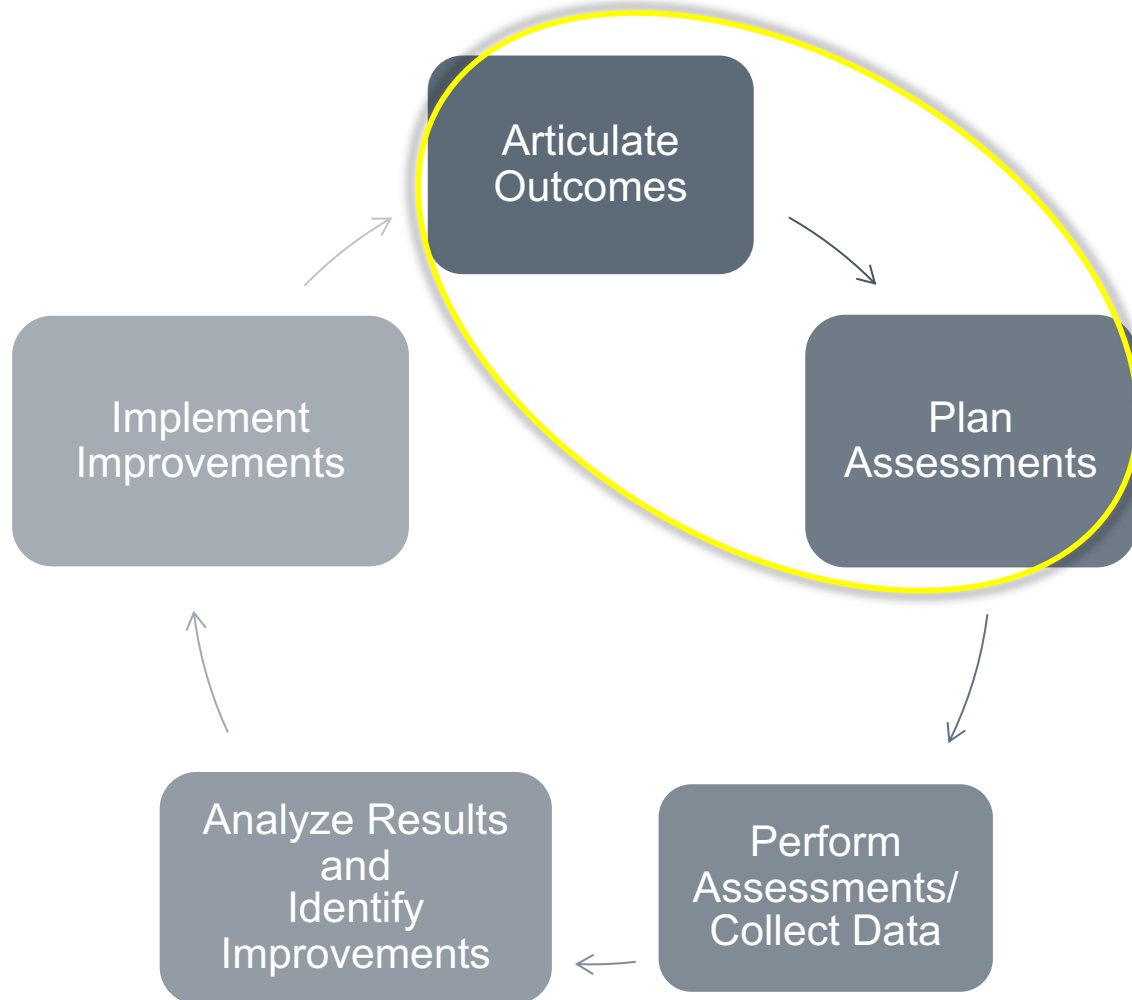 Articulate
Outcomes
Plan
Assessments
Perform
Assessments/
Collect Data
Analyze Results
and
Identify
Improvements
Implement
Improvements